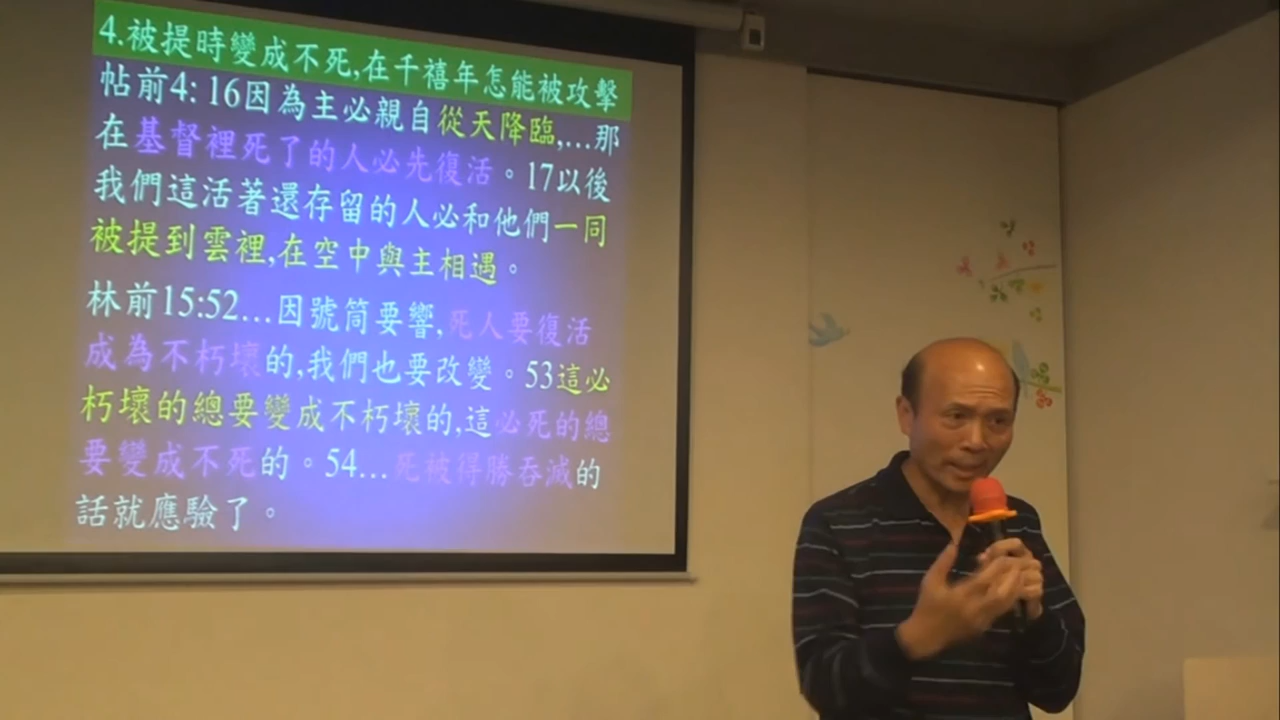 4.被提時變成不死,在千禧年怎能被攻擊
帖前4: 16因為主必親自從天降臨,...那
在基督裡死了的人必先復活。17以後
我們這活著還存留的人必和他們一同
被提到雲裡,在空中與主相遇。
林前15:52...因號筒要響,死人要復活
成為不朽壞的,我們也要改變。53這必
朽壞的總要變成不朽壞的,這必死的總
要變成不死的。54...死被得勝吞滅的
話就應驗了。